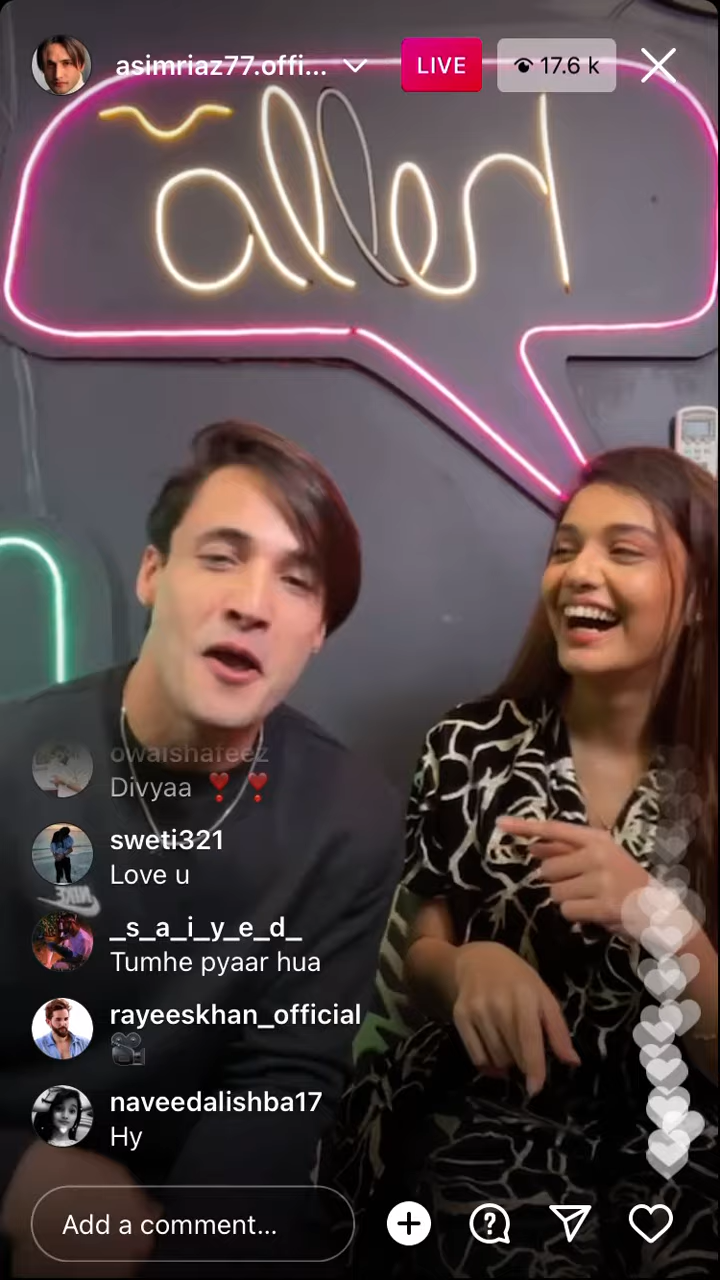 asimriaz77.offi...
LIVE
17.6 k
aller
owaishafeez
Divyaa ❣️ ❣️
sweti321
Love u
NIKE
_s_a_i_y_e_d_
Tumhe pyaar hua
rayeeskhan_official
🎥
naveedalishba17
Hy
Add a comment...